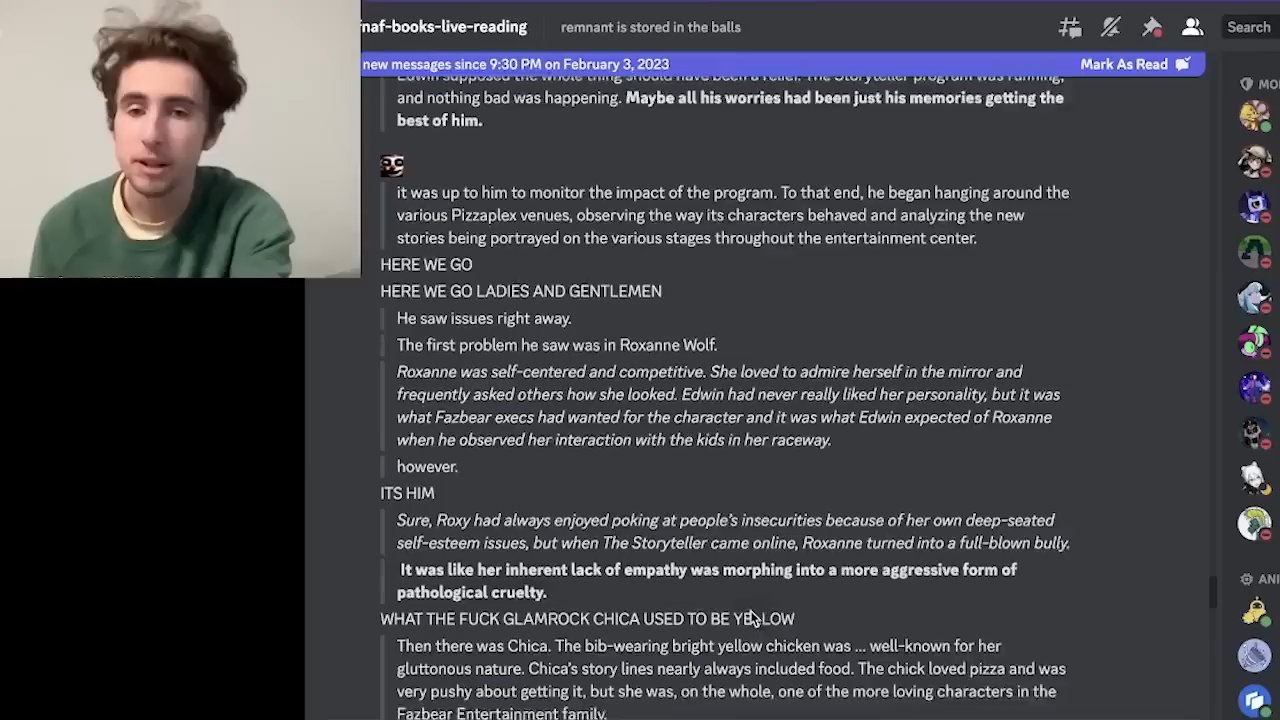 fnaf-books-live-reading
remnant is stored in the balls
Search
new messages since 9:30 PM on February 3, 2023
Mark As Read
Edwin supposed the whole thing should have been a relief. The Storyteller program was running,
and nothing bad was happening. Maybe all his worries had been just his memories getting the
best of him.
it was up to him to monitor the impact of the program. To that end, he began hanging around the
various Pizzaplex venues, observing the way its characters behaved and analyzing the new
stories being portrayed on the various stages throughout the entertainment center.
HERE WE GO
HERE WE GO LADIES AND GENTLEMEN
He saw issues right away.
The first problem he saw was in Roxanne Wolf.
Roxanne was self-centered and competitive. She loved to admire herself in the mirror and
frequently asked others how she looked. Edwin had never really liked her personality, but it was
what Fazbear execs had wanted for the character and it was what Edwin expected of Roxanne
when he observed her interaction with the kids in her raceway.
however.
ITS HIM
Sure, Roxy had always enjoyed poking at people's insecurities because of her own deep-seated
self-esteem issues, but when The Storyteller came online, Roxanne turned into a full-blown bully.
It was like her inherent lack of empathy was morphing into a more aggressive form of
pathological cruelty.
WHAT THE FUCK GLAMROCK CHICA USED TO BE YELLOW
Then there was Chica. The bib-wearing bright yellow chicken was ... well-known for her
gluttonous nature. Chica's story lines nearly always included food. The chick loved pizza and was
very pushy about getting it, but she was, on the whole, one of the more loving characters in the
Fazbear Entertainment family.
MO
ANI